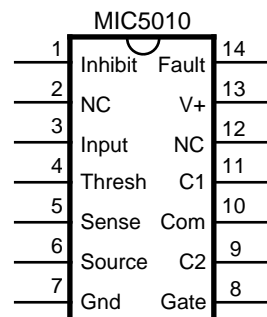 MIC5010
1 Inhibit Fault 14
2 NC V+ 13
3 Input NC 12
4 Thresh C1 11
5 Sense Com 10
6 Source C2 9
7 Gnd Gate 8